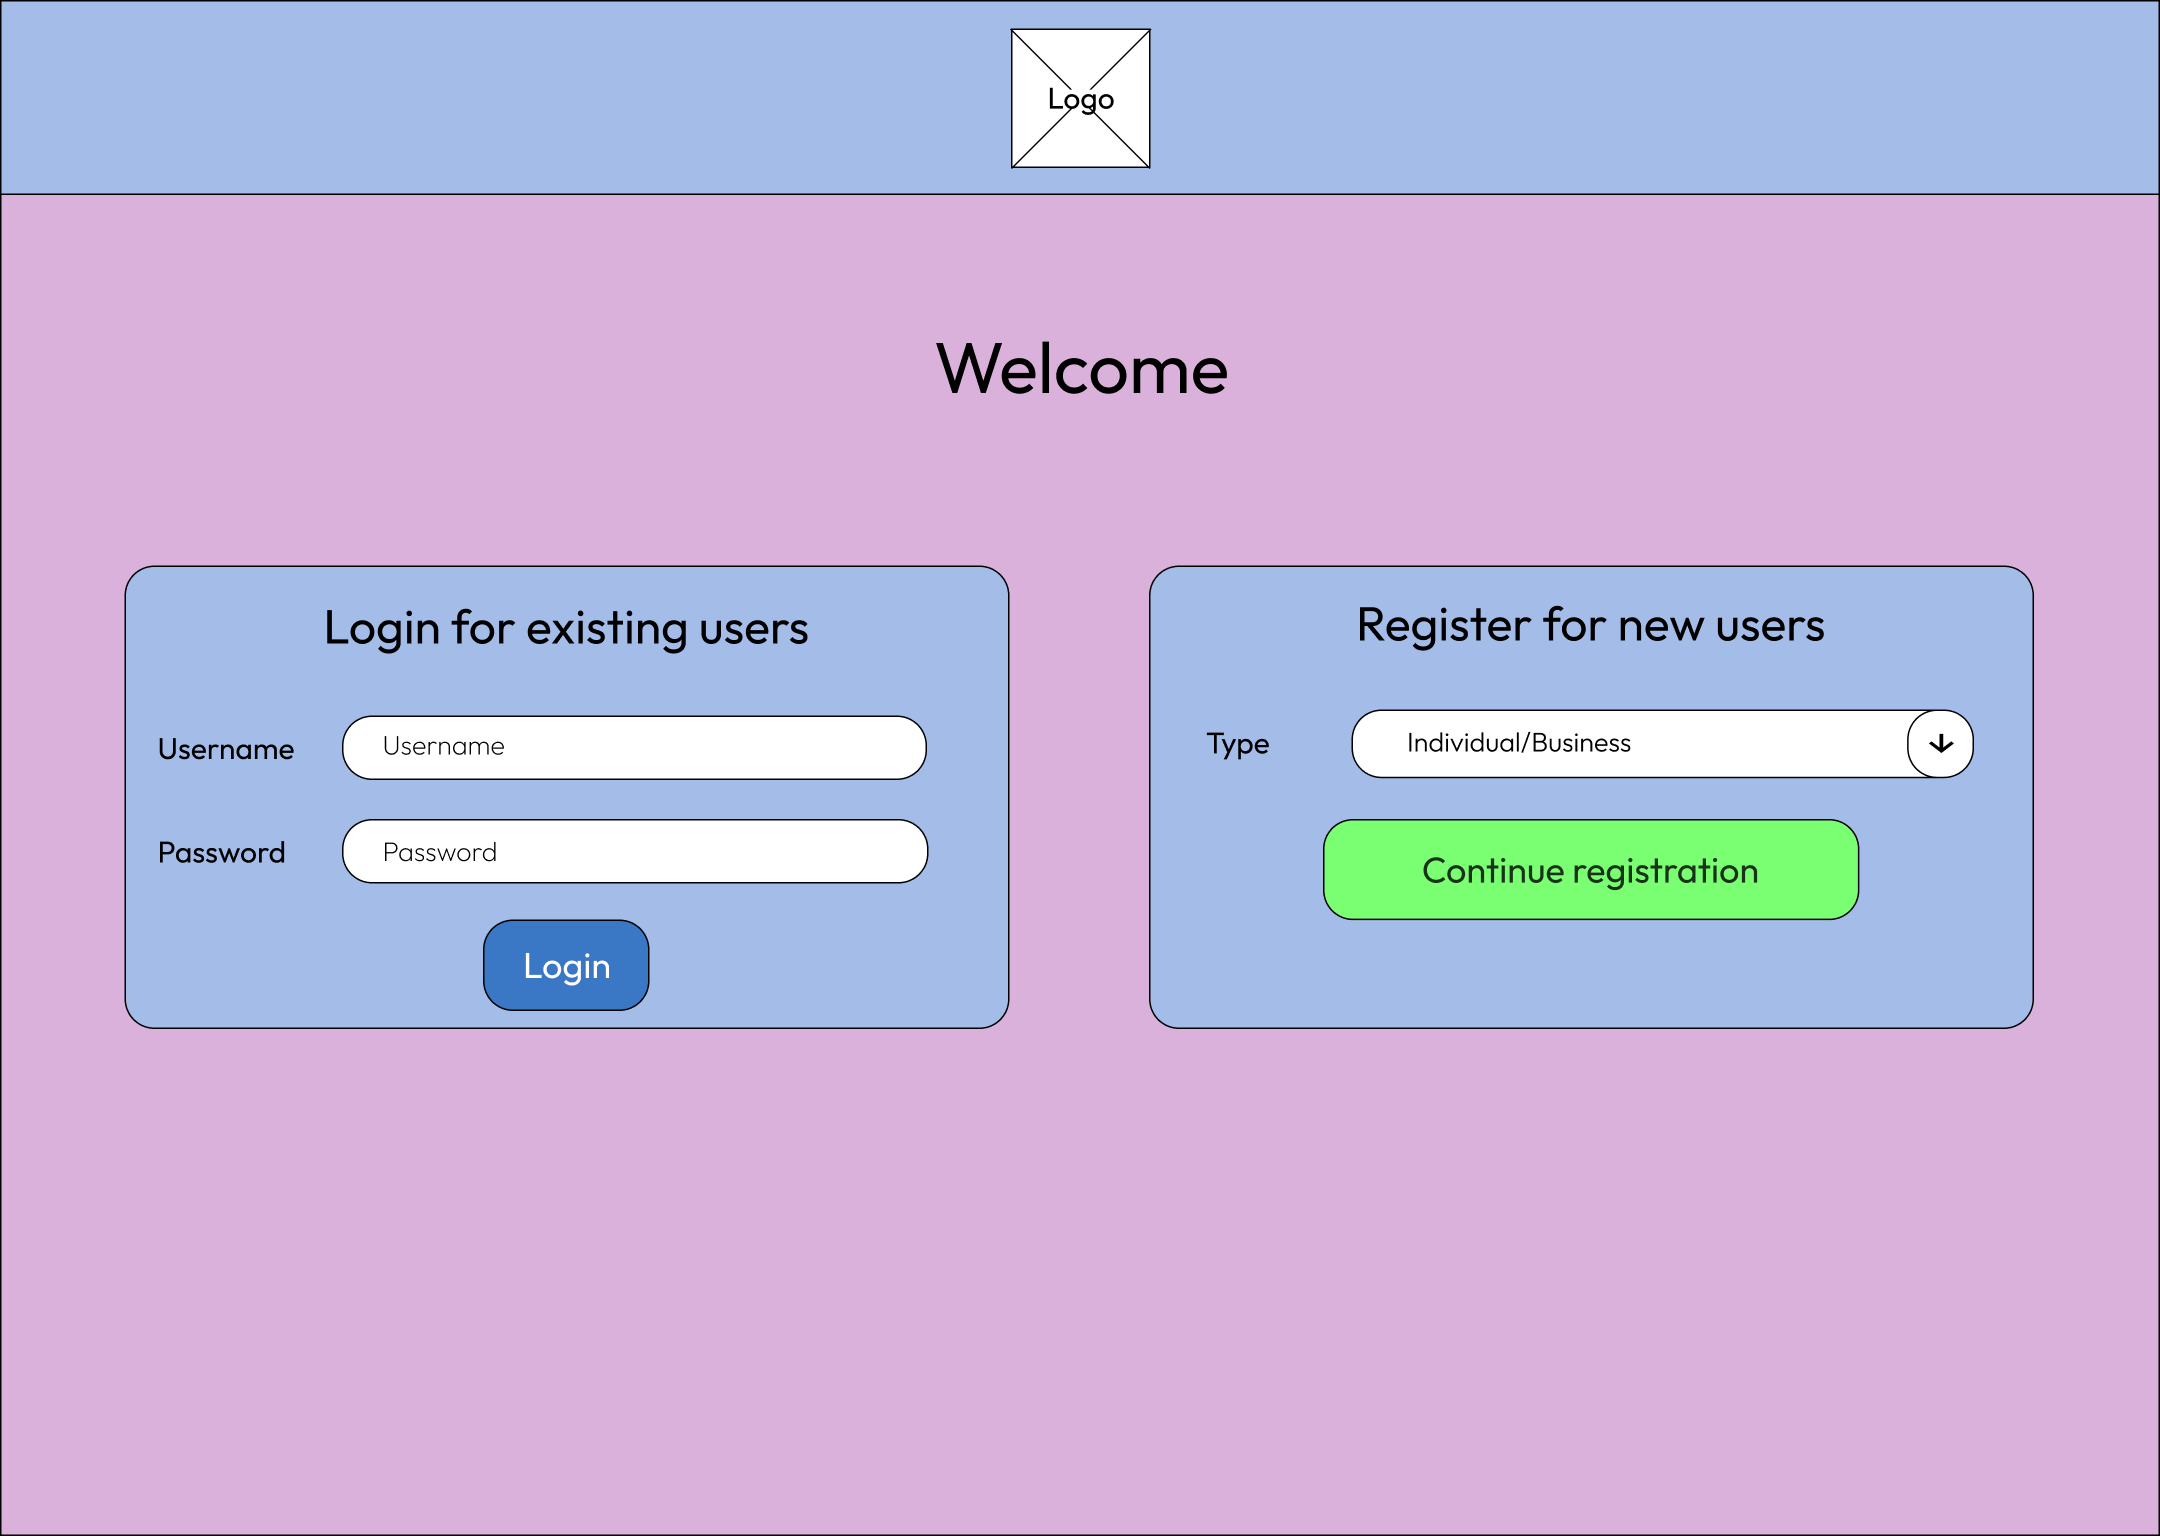 Logo
Welcome
Login for existing users
Username
Username
Password
Password
Login
Register for new users
Type
Individual/Business
Continue registration